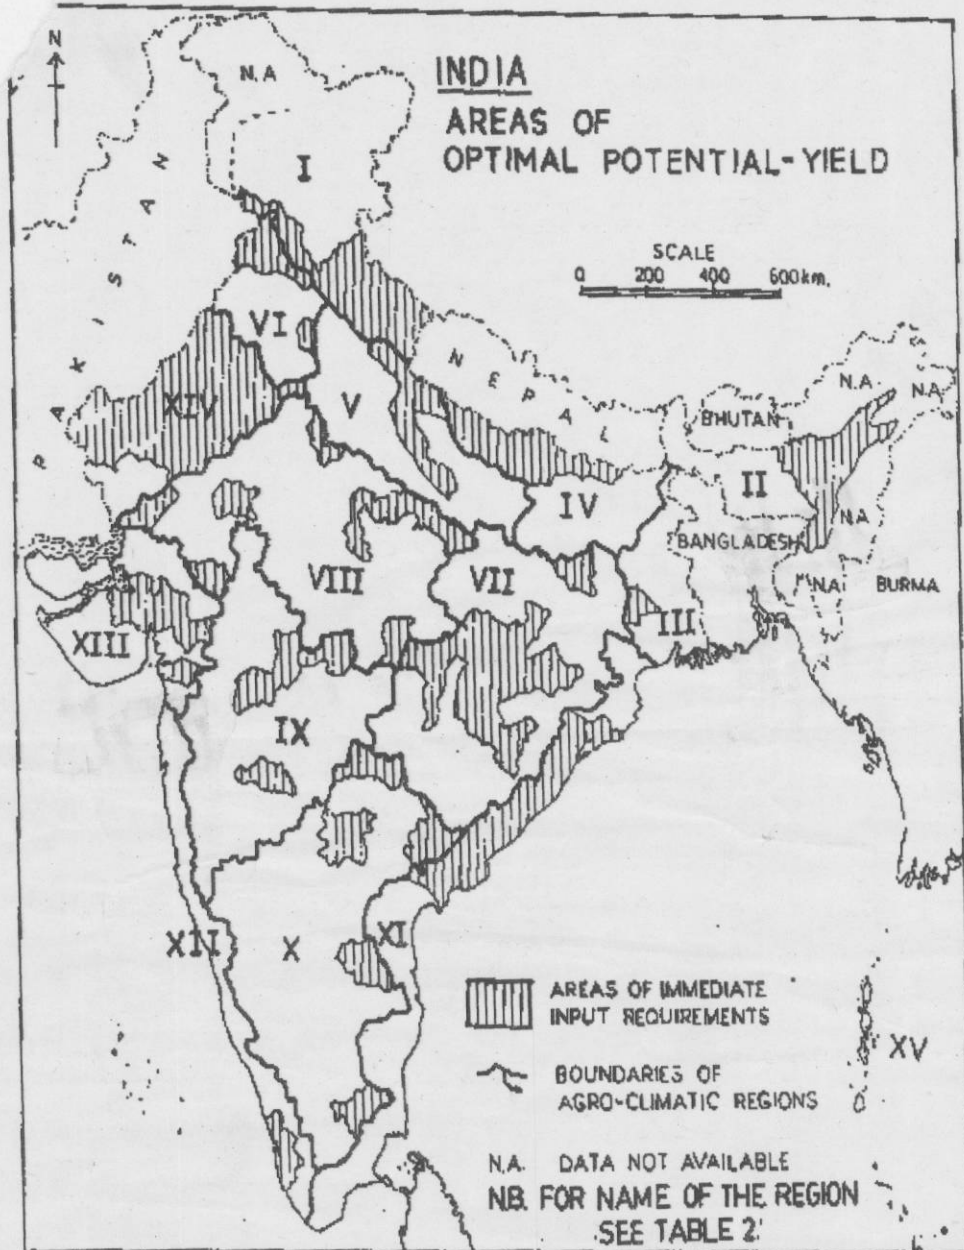 N
N.A
INDIA
AREAS OF
OPTIMAL POTENTIAL-YIELD
I
PAKISTAN
SCALE
0 200 400 600 km.
VI
NEPAL
N.A.
N.A.
XIV
V
BHUTAN
II
IV
N.A
BANGLADESH
VIII
VII
N.A
BURMA
XIII
III
IX
XII
X
XI
AREAS OF IMMEDIATE
INPUT REQUIREMENTS
XV
BOUNDARIES OF
AGRO-CLIMATIC REGIONS
N.A. DATA NOT AVAILABLE
N.B. FOR NAME OF THE REGION
SEE TABLE 2